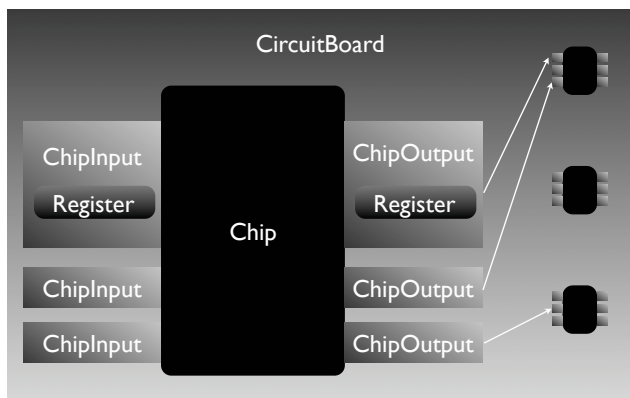 CircuitBoard
ChipInput
Register
Chip
ChipOutput
Register
ChipInput
ChipOutput
ChipInput
ChipOutput